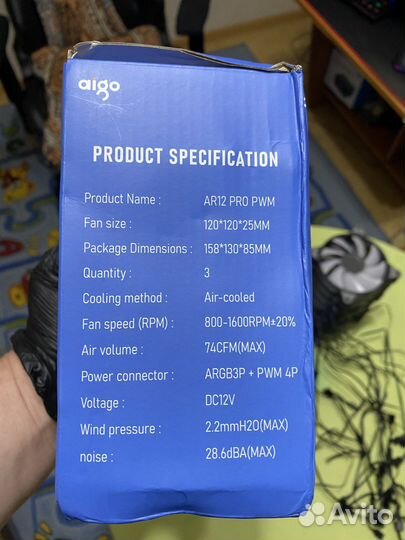 aigo
PRODUCT SPECIFICATION
Product Name : AR12 PRO PWM
Fan size : 120*120*25MM
Package Dimensions : 158*130*85MM
Quantity : 3
Cooling method : Air-cooled
Fan speed (RPM) : 800-1600RPM±20%
Air volume : 74CFM(MAX)
Power connector : ARGB3P + PWM 4P
Voltage : DC12V
Wind pressure : 2.2mmH2O(MAX)
noise : 28.6dBA(MAX)
Avito